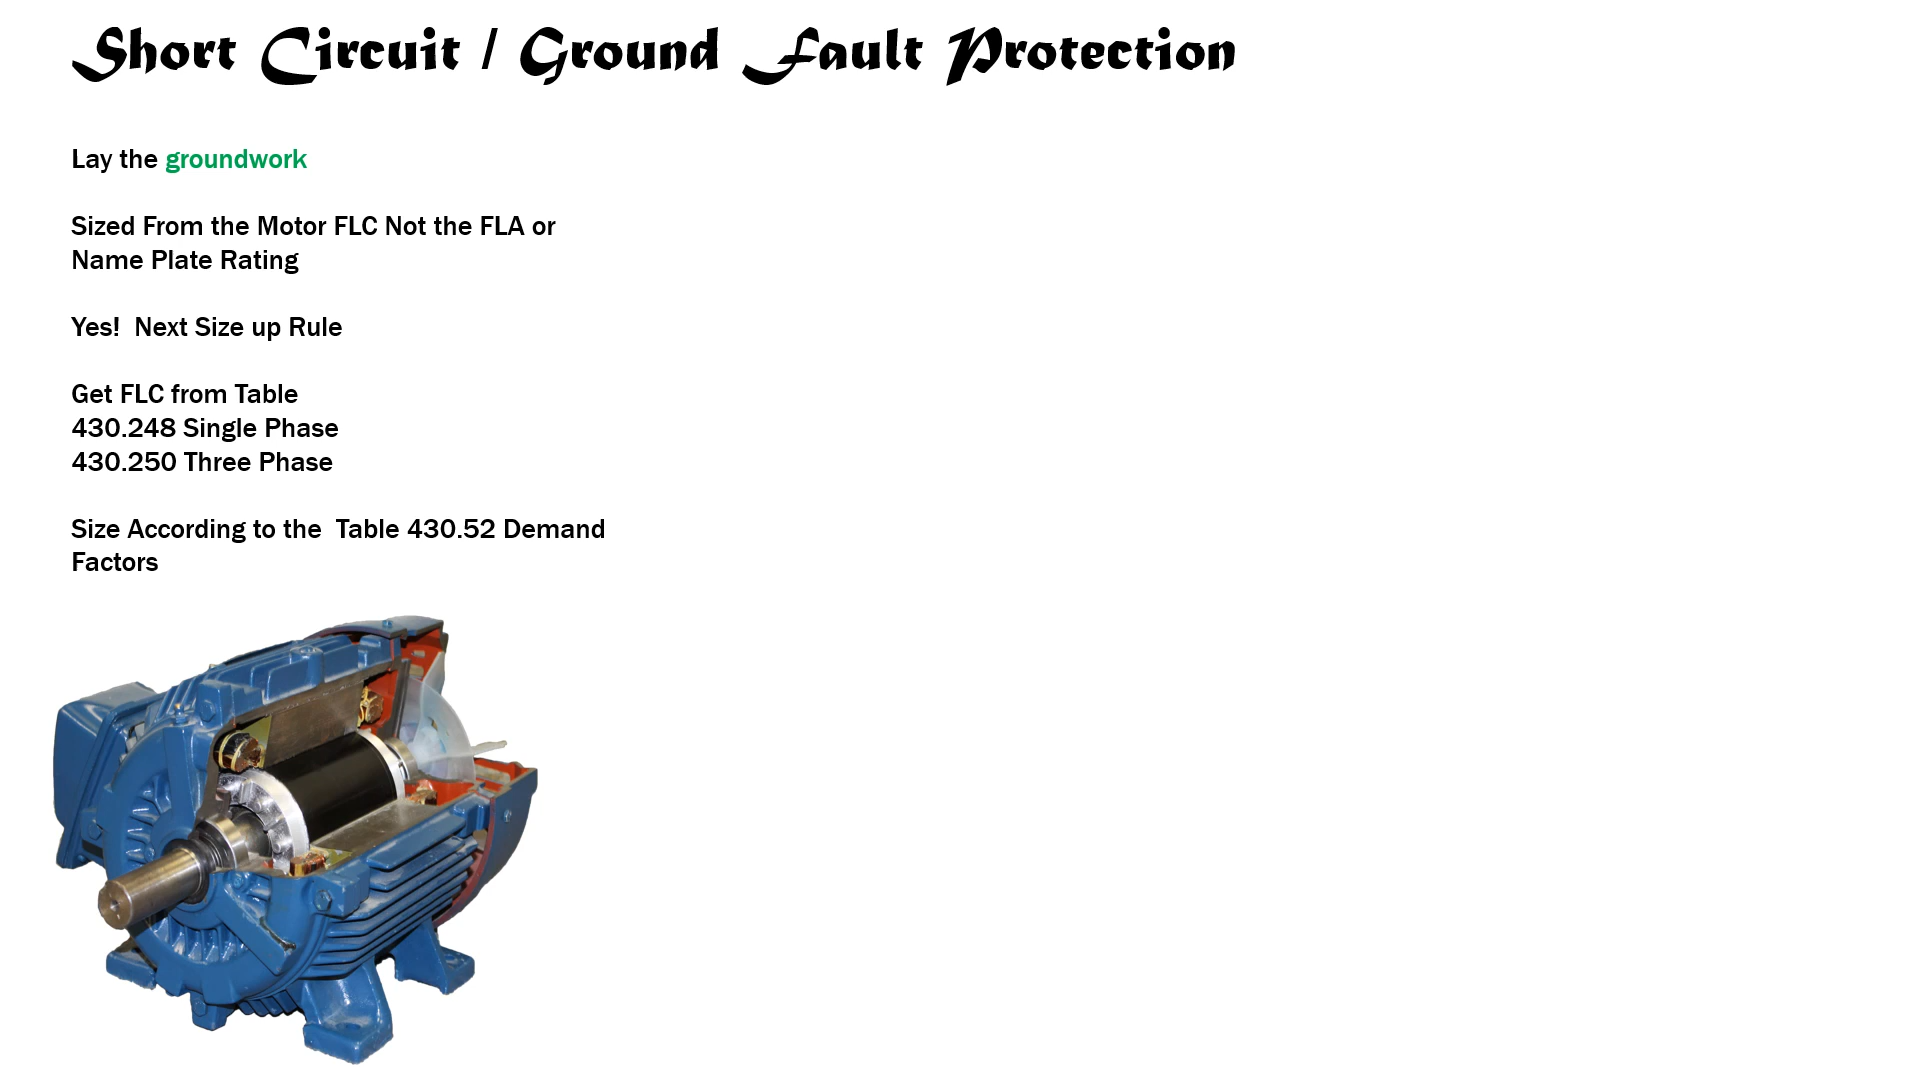 Short Circuit / Ground Fault Protection
Lay the groundwork
Sized From the Motor FLC Not the FLA or
Name Plate Rating
Yes!  Next Size up Rule
Get FLC from Table
430.248 Single Phase
430.250 Three Phase
Size According to the  Table 430.52 Demand
Factors